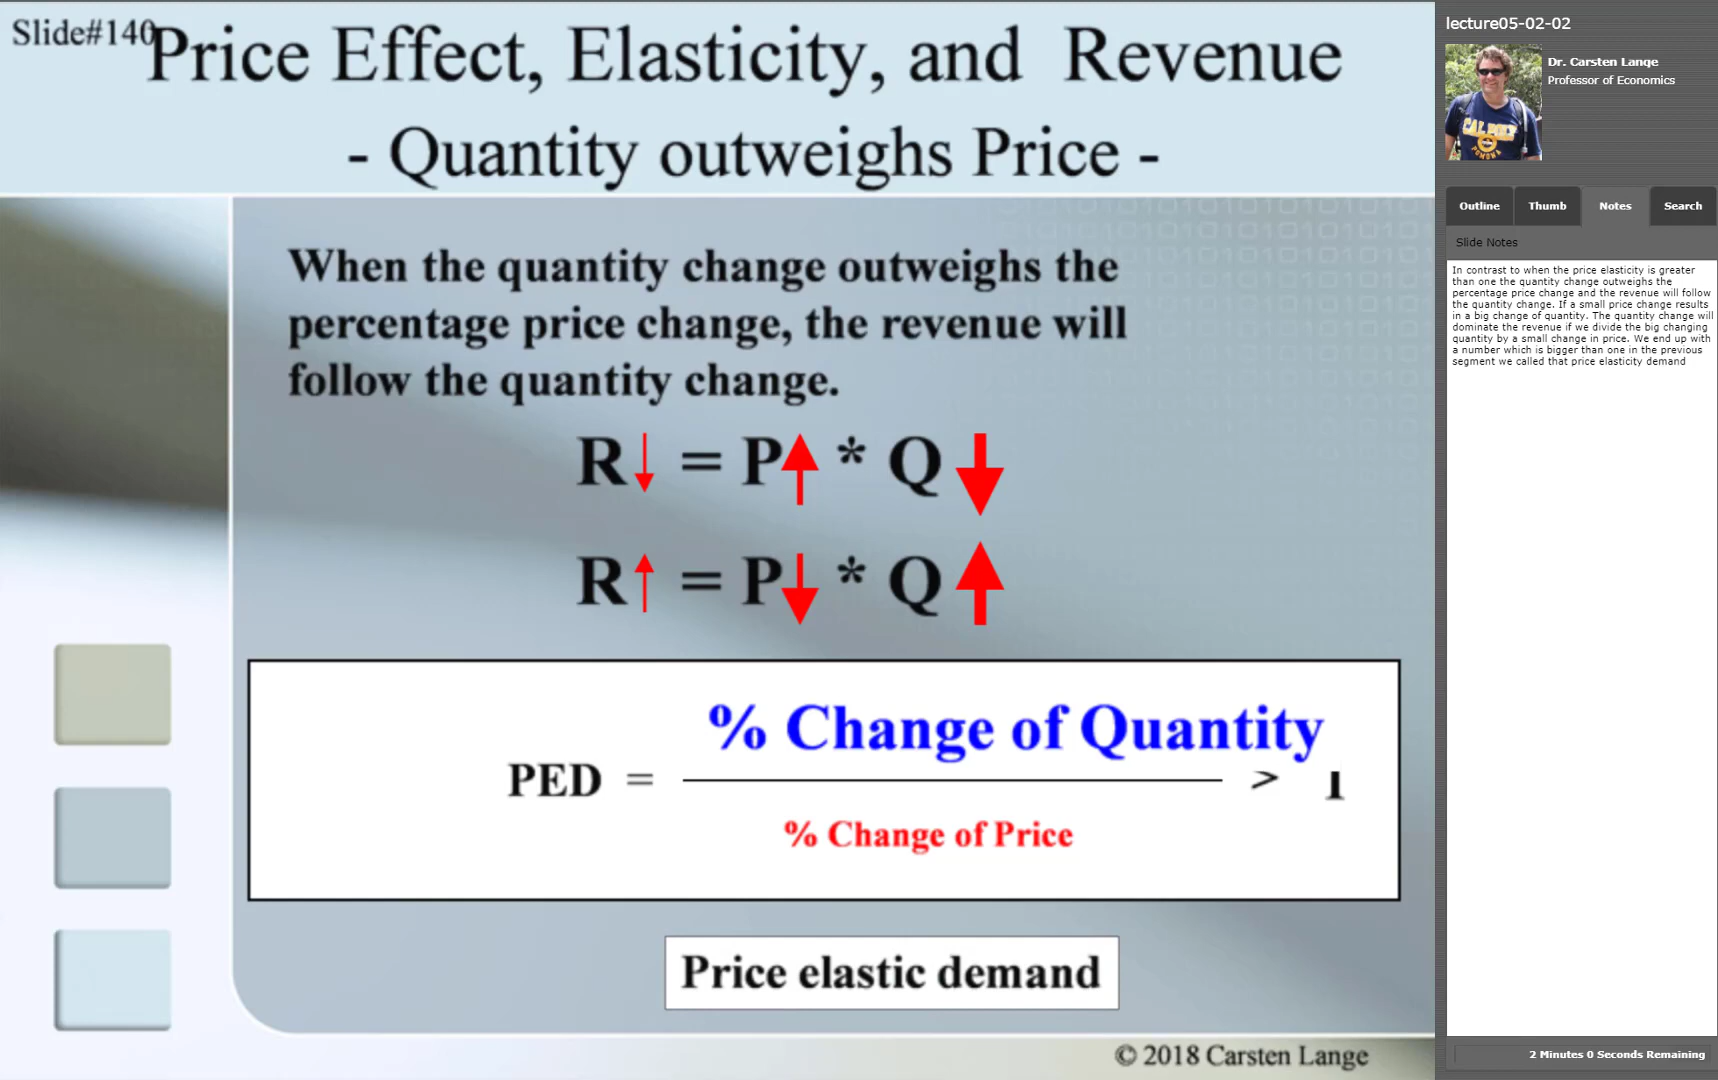 Slide#140
Price Effect, Elasticity, and Revenue
- Quantity outweighs Price -
When the quantity change outweighs the
percentage price change, the revenue will
follow the quantity change.
R↓ = P↑ * Q↓
R↑ = P↓ * Q↑
% Change of Quantity
PED = > 1
% Change of Price
Price elastic demand
© 2018 Carsten Lange
lecture05-02-02
Dr. Carsten Lange
Professor of Economics
CAL POLY
POMONA
Outline Thumb Notes Search
Slide Notes
In contrast to when the price elasticity is greater
than one the quantity change outweighs the
percentage price change and the revenue will follow
the quantity change. If a small price change results
in a big change of quantity. The quantity change will
dominate the revenue if we divide the big changing
quantity by a small change in price. We end up with
a number which is bigger than one in the previous
segment we called that price elasticity demand
2 Minutes 0 Seconds Remaining